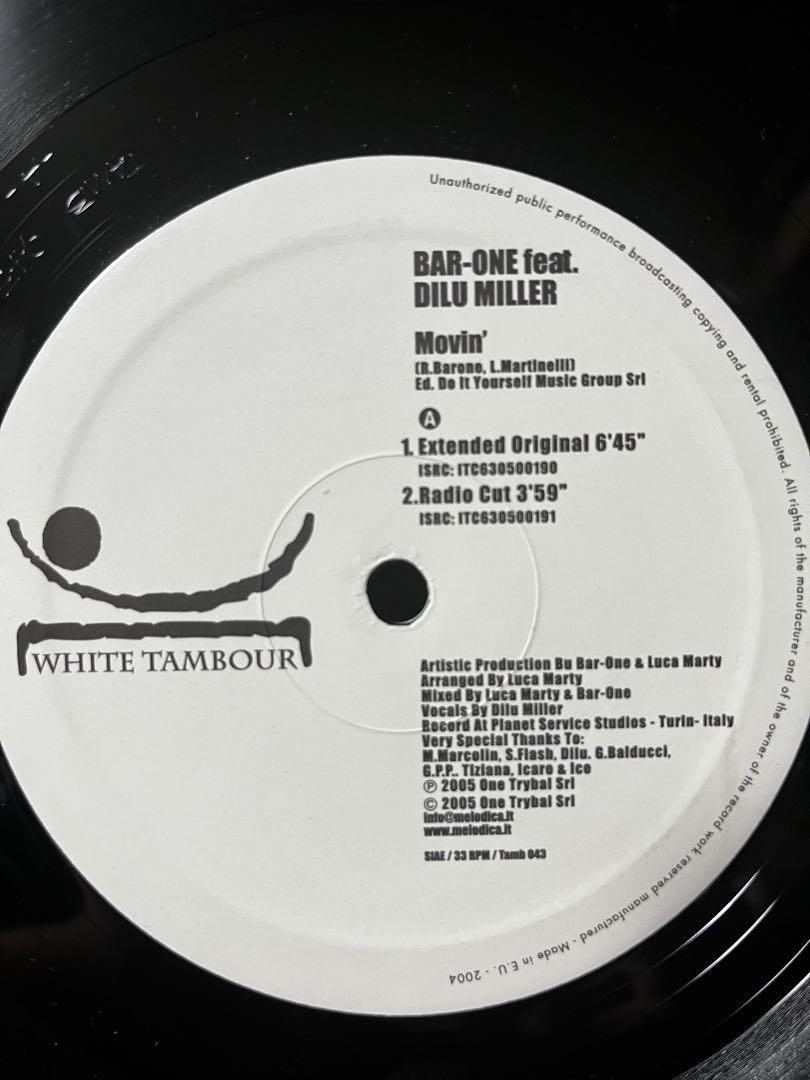 Unauthorized public performance broadcasting copying and rental prohibited. All rights of the manufacturer and of the owner of the record work reserved manufactured - Made in E.U. - 2004
BAR-ONE feat.
DILU MILLER
Movin'
(R.Barone, L.Martinelli)
Ed. Do It Yourself Music Group Srl
A
1. Extended Original 6'45"
ISRC: ITC630500190
2.Radio Cut 3'59"
ISRC: ITC630500191
WHITE TAMBOUR
Artistic Production Bu Bar-One & Luca Marty
Arranged By Luca Marty
Mixed By Luca Marty & Bar-One
Vocals By Dilu Miller
Record At Planet Service Studios - Turin- Italy
Very Special Thanks To:
M.Marcolin, S.Flash, Dilu. G.Balducci,
G.P.P.. Tiziana, Icaro & Ice
℗ 2005 One Trybal Srl
© 2005 One Trybal Srl
info@melodica.it
www.melodica.it
SIAE / 33 RPM / Tamb 043